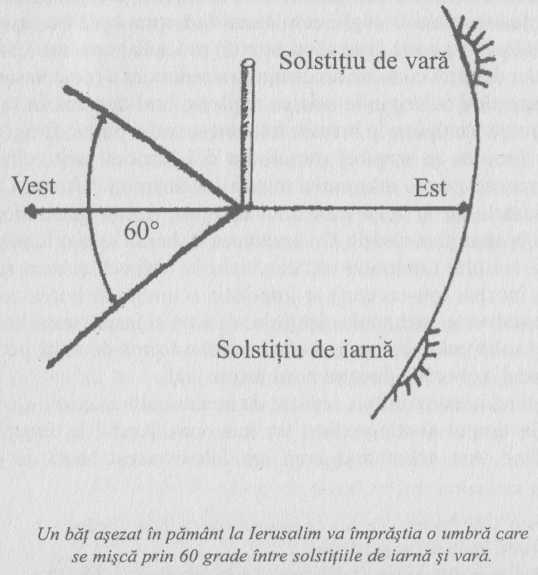 Solstițiu de vară
Vest
Est
60°
Solstițiu de iarnă
Un băț așezat în pământ la Ierusalim va împrăștia o umbră care
se mișcă prin 60 grade între solstițiile de iarnă și vară.